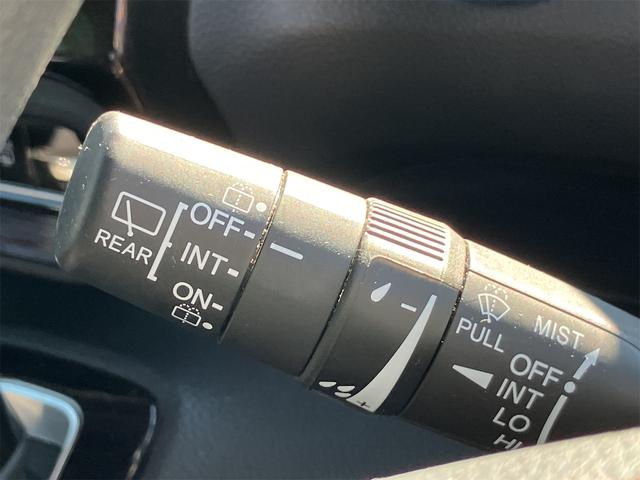 REAR
OFF
INT
ON
- +
PULL
MIST
OFF
INT
LO